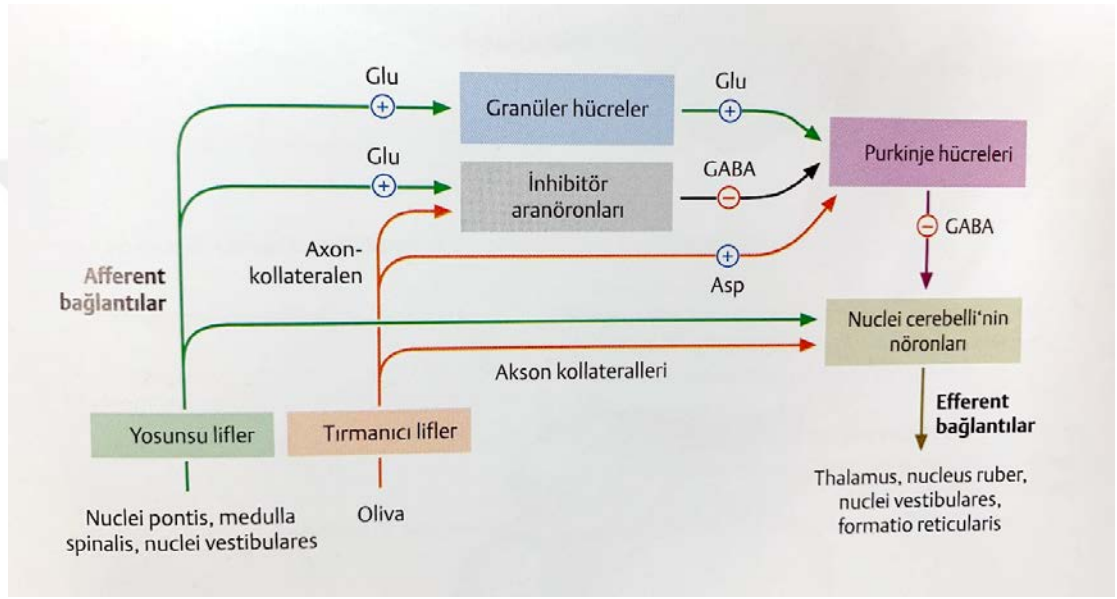 Glu
Glu
Granüler hücreler
Purkinje hücreleri
Glu
GABA
İnhibitör
aranöronları
GABA
Axon-
kollateralen
Asp
Afferent
bağlantılar
Nuclei cerebelli‘nin
nöronları
Akson kollateralleri
Efferent
bağlantılar
Yosunsu lifler
Tırmanıcı lifler
Thalamus, nucleus ruber,
nuclei vestibulares,
formatio reticularis
Nuclei pontis, medulla
spinalis, nuclei vestibulares
Oliva